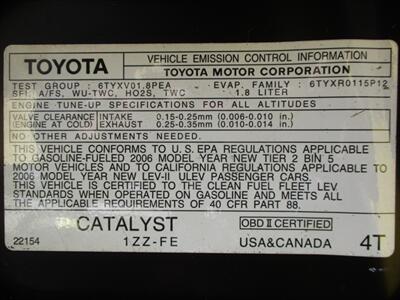 TOYOTA
VEHICLE EMISSION CONTROL INFORMATION
TOYOTA MOTOR CORPORATION
TEST GROUP : 6TYXV01.8PEA - EVAP. FAMILY : 6TYXR0115P12
SFI, A/FS, WU-TWC, HO2S, TWC 1.8 LITER
ENGINE TUNE-UP SPECIFICATIONS FOR ALL ALTITUDES
VALVE CLEARANCE INTAKE 0.15-0.25mm (0.006-0.010 in.)
(ENGINE AT COLD) EXHAUST 0.25-0.35mm (0.010-0.014 in.)
NO OTHER ADJUSTMENTS NEEDED.
THIS VEHICLE CONFORMS TO U.S.EPA REGULATIONS APPLICABLE
TO GASOLINE-FUELED 2006 MODEL YEAR NEW TIER 2 BIN 5
MOTOR VEHICLES AND TO CALIFORNIA REGULATIONS APPLICABLE TO
2006 MODEL YEAR NEW LEV-II ULEV PASSENGER CARS.
THIS VEHICLE IS CERTIFIED TO THE CLEAN FUEL FLEET LEV
STANDARDS WHEN OPERATED ON GASOLINE AND MEETS ALL
THE APPLICABLE REQUIREMENTS OF 40 CFR PART 88.
CATALYST OBD II CERTIFIED
22154 1ZZ-FE USA&CANADA 4T